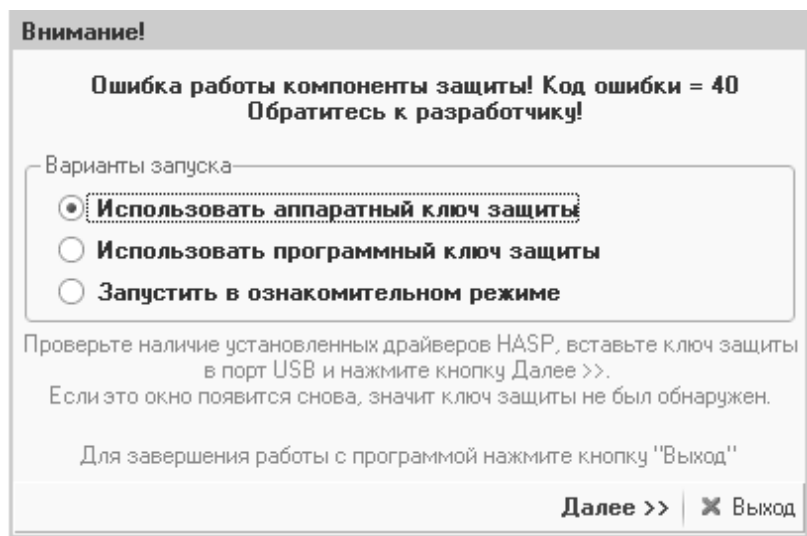 Внимание!
Ошибка работы компоненты защиты! Код ошибки = 40
Обратитесь к разработчику!
Варианты запуска
Использовать аппаратный ключ защиты
Использовать программный ключ защиты
Запустить в ознакомительном режиме
Проверьте наличие установленных драйверов HASP, вставьте ключ защиты
в порт USB и нажмите кнопку Далее >>.
Если это окно появится снова, значит ключ защиты не был обнаружен.
Для завершения работы с программой нажмите кнопку "Выход"
Далее >> Выход